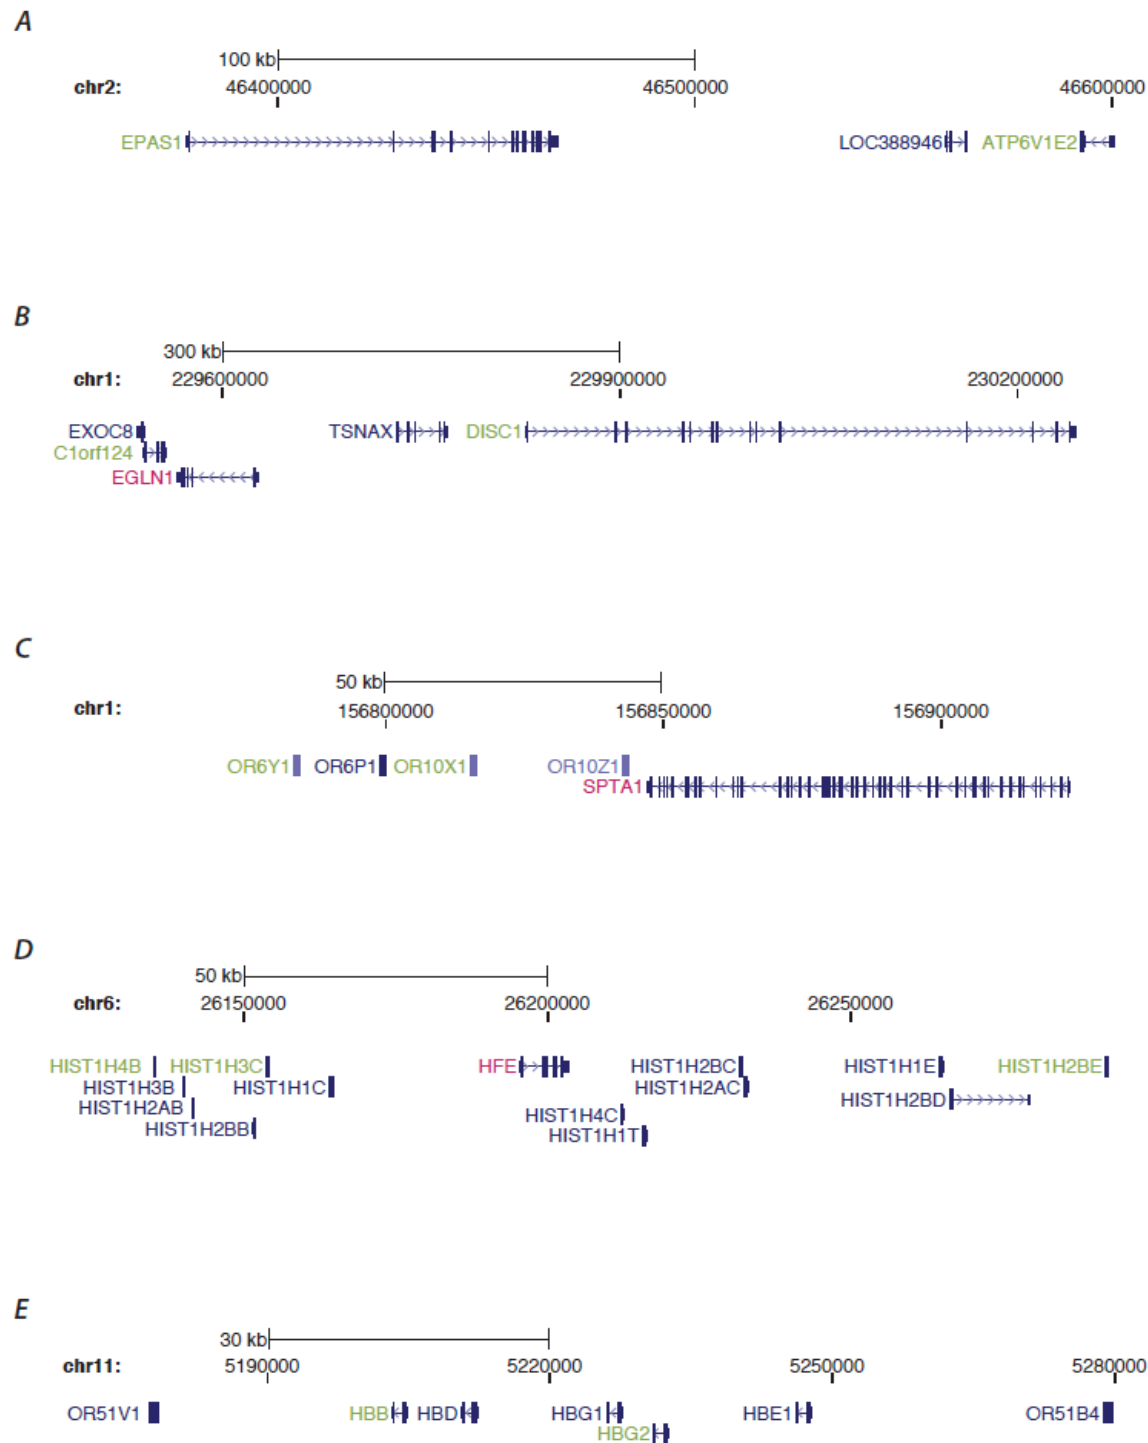 A
100 kb
chr2: 46400000 46500000 46600000
EPAS1 LOC388946 ATP6V1E2
B
300 kb
chr1: 229600000 229900000 230200000
EXOC8 TSNAX DISC1
C1orf124
EGLN1
C
50 kb
chr1: 156800000 156850000 156900000
OR6Y1 OR6P1 OR10X1 OR10Z1
SPTA1
D
50 kb
chr6: 26150000 26200000 26250000
HIST1H4B HIST1H3C HFE HIST1H2BC HIST1H1E HIST1H2BE
HIST1H3B HIST1H1C HIST1H2AC
HIST1H2AB HIST1H2BD
HIST1H4C
HIST1H2BB HIST1H1T
E
30 kb
chr11: 5190000 5220000 5250000 5280000
OR51V1 HBB HBD HBG1 HBE1 OR51B4
HBG2